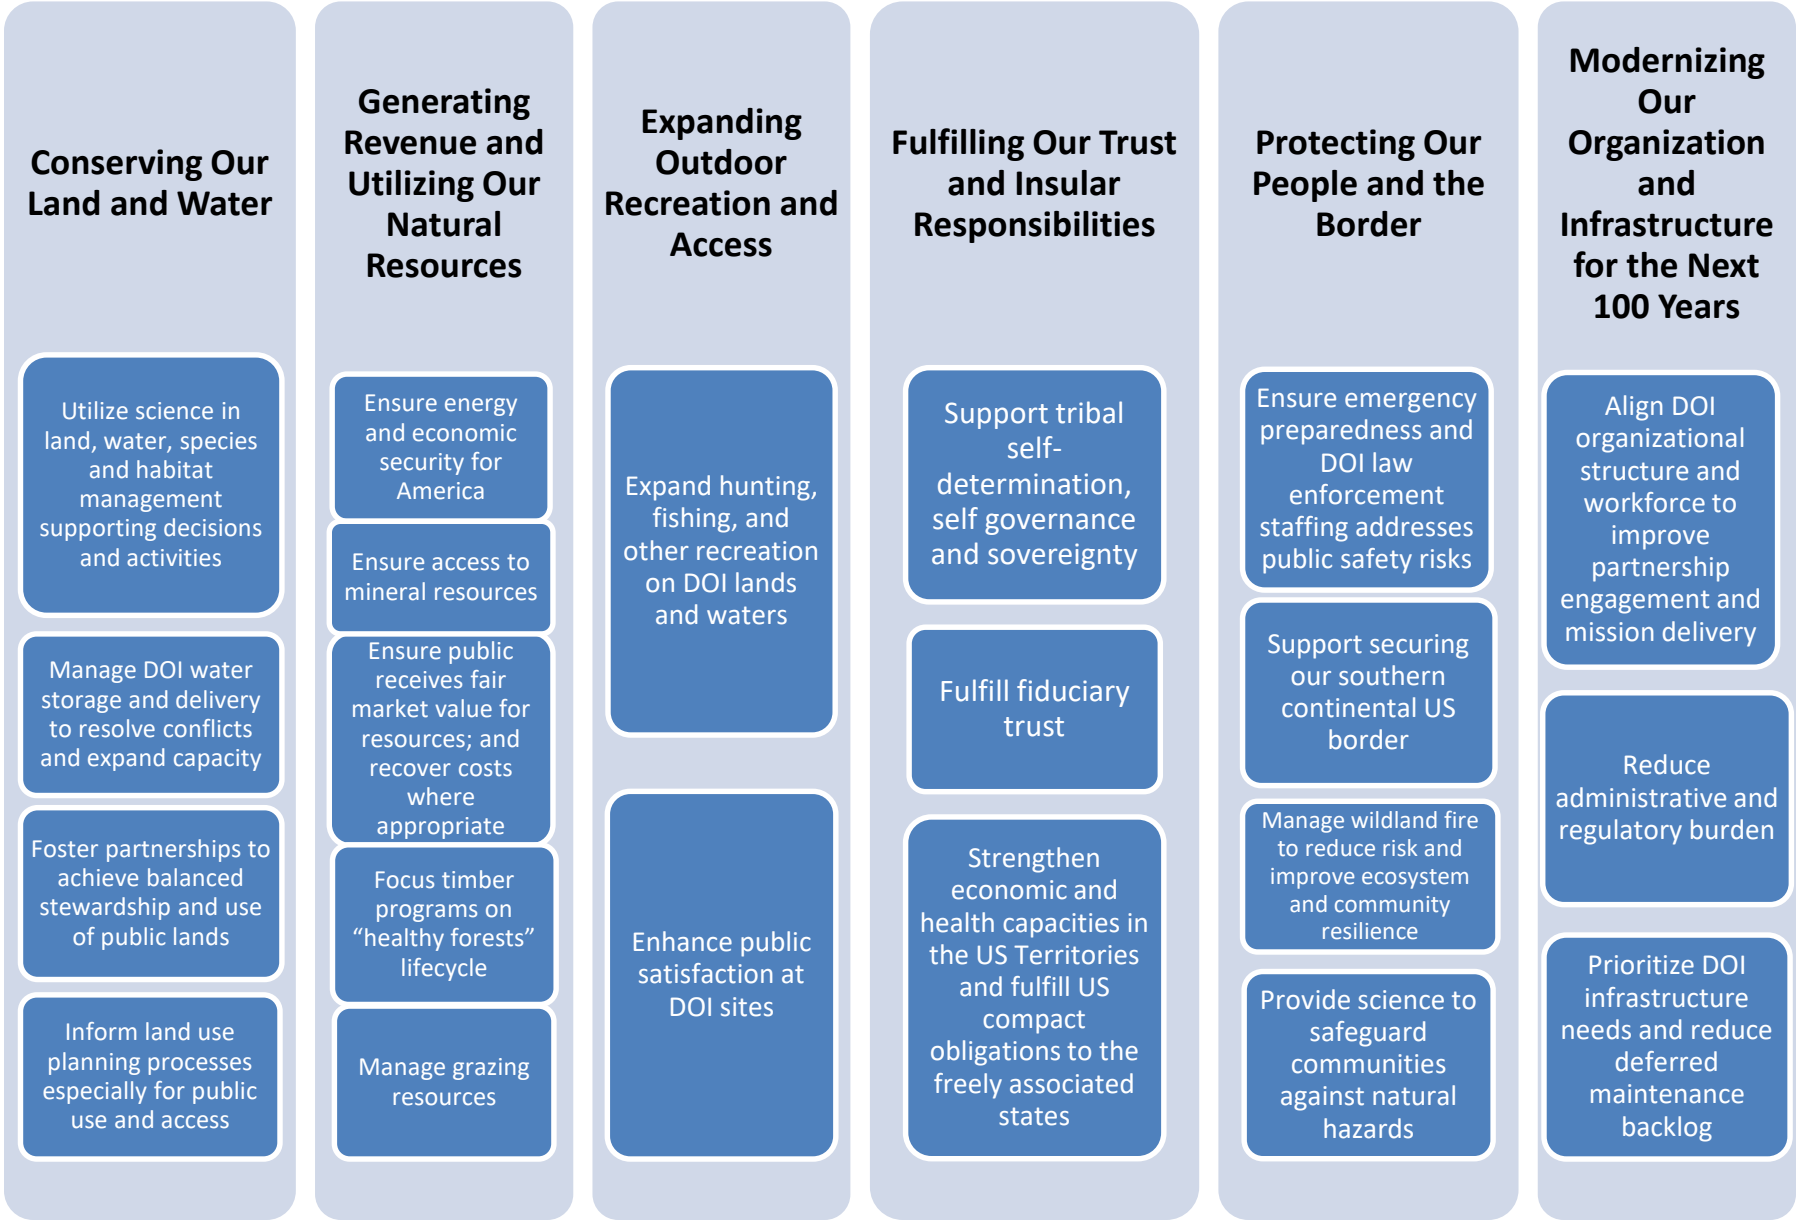 Conserving Our
Land and Water
Utilize science in
land, water, species
and habitat
management
supporting decisions
and activities
Manage DOI water
storage and delivery
to resolve conflicts
and expand capacity
Foster partnerships to
achieve balanced
stewardship and use
of public lands
Inform land use
planning processes
especially for public
use and access
Generating
Revenue and
Utilizing Our
Natural
Resources
Ensure energy
and economic
security for
America
Ensure access to
mineral resources
Ensure public
receives fair
market value for
resources; and
recover costs
where
appropriate
Focus timber
programs on
“healthy forests”
lifecycle
Manage grazing
resources
Expanding
Outdoor
Recreation and
Access
Expand hunting,
fishing, and
other recreation
on DOI lands
and waters
Enhance public
satisfaction at
DOI sites
Fulfilling Our Trust
and Insular
Responsibilities
Support tribal
self-
determination,
self governance
and sovereignty
Fulfill fiduciary
trust
Strengthen
economic and
health capacities in
the US Territories
and fulfill US
compact
obligations to the
freely associated
states
Protecting Our
People and the
Border
Ensure emergency
preparedness and
DOI law
enforcement
staffing addresses
public safety risks
Support securing
our southern
continental US
border
Manage wildland fire
to reduce risk and
improve ecosystem
and community
resilience
Provide science to
safeguard
communities
against natural
hazards
Modernizing
Our
Organization
and
Infrastructure
for the Next
100 Years
Align DOI
organizational
structure and
workforce to
improve
partnership
engagement and
mission delivery
Reduce
administrative and
regulatory burden
Prioritize DOI
infrastructure
needs and reduce
deferred
maintenance
backlog